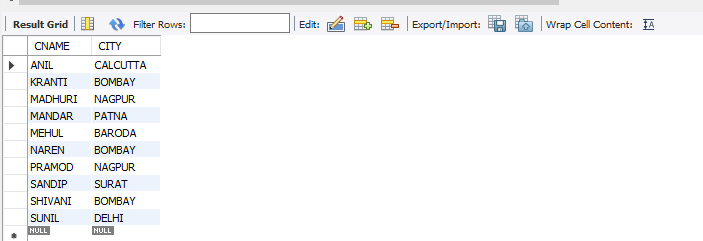 Result Grid Filter Rows: Edit: Export/Import: Wrap Cell Content: IA
CNAME CITY
ANIL CALCUTTA
KRANTI BOMBAY
MADHURI NAGPUR
MANDAR PATNA
MEHUL BARODA
NAREN BOMBAY
PRAMOD NAGPUR
SANDIP SURAT
SHIVANI BOMBAY
SUNIL DELHI
NULL NULL